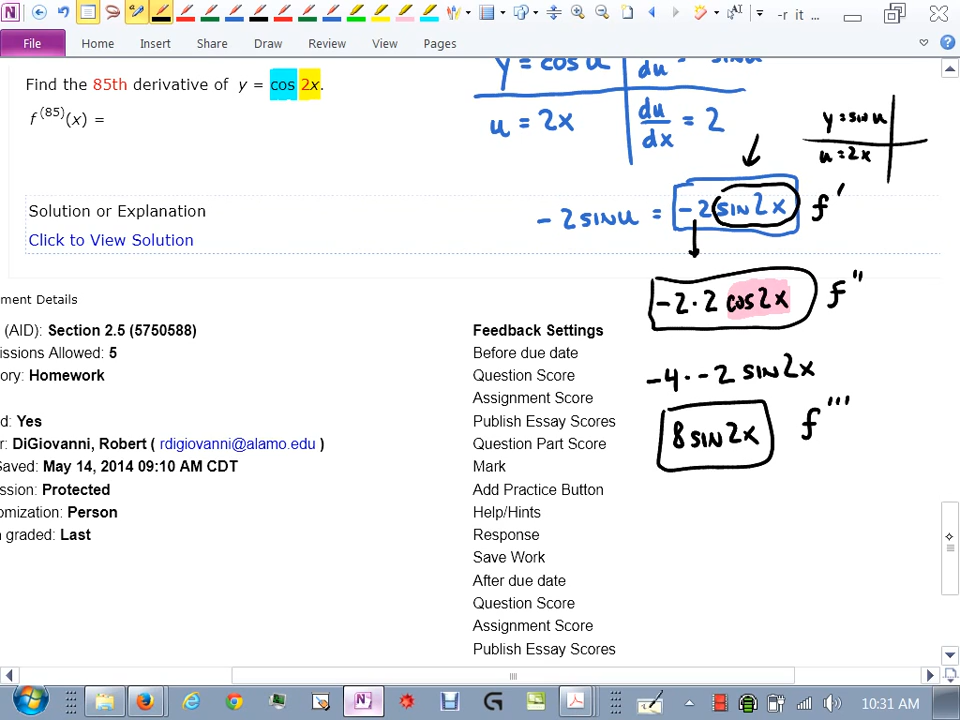 -r it ...
File Home Insert Share Draw Review View Pages
Find the 85th derivative of y = cos 2x.
f (85)(x) =
y = cos u
du
= 
sin u
u = 2x
du/dx = 2
y = sin u
u = 2x
- 2 sin u = - 2 sin 2x f'
- 2 · 2 cos 2x f''
- 4 · - 2 sin 2x
8 sin 2x f'''
Solution or Explanation
Click to View Solution
ment Details
(AID): Section 2.5 (5750588)
issions Allowed: 5
ory: Homework
d: Yes
r: DiGiovanni, Robert ( rdigiovanni@alamo.edu )
Saved: May 14, 2014 09:10 AM CDT
ssion: Protected
omization: Person
n graded: Last
Feedback Settings
Before due date
Question Score
Assignment Score
Publish Essay Scores
Question Part Score
Mark
Add Practice Button
Help/Hints
Response
Save Work
After due date
Question Score
Assignment Score
Publish Essay Scores
10:31 AM